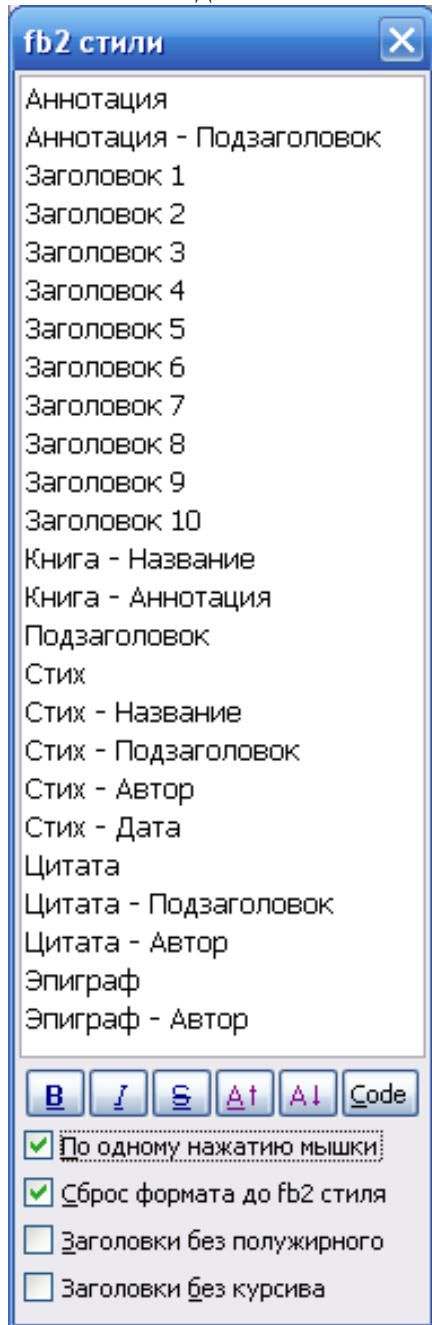 fb2 стили
Аннотация
Аннотация - Подзаголовок
Заголовок 1
Заголовок 2
Заголовок 3
Заголовок 4
Заголовок 5
Заголовок 6
Заголовок 7
Заголовок 8
Заголовок 9
Заголовок 10
Книга - Название
Книга - Аннотация
Подзаголовок
Стих
Стих - Название
Стих - Подзаголовок
Стих - Автор
Стих - Дата
Цитата
Цитата - Подзаголовок
Цитата - Автор
Эпиграф
Эпиграф - Автор
B I S A↑ A↓ Code
По одному нажатию мышки
Сброс формата до fb2 стиля
Заголовки без полужирного
Заголовки без курсива